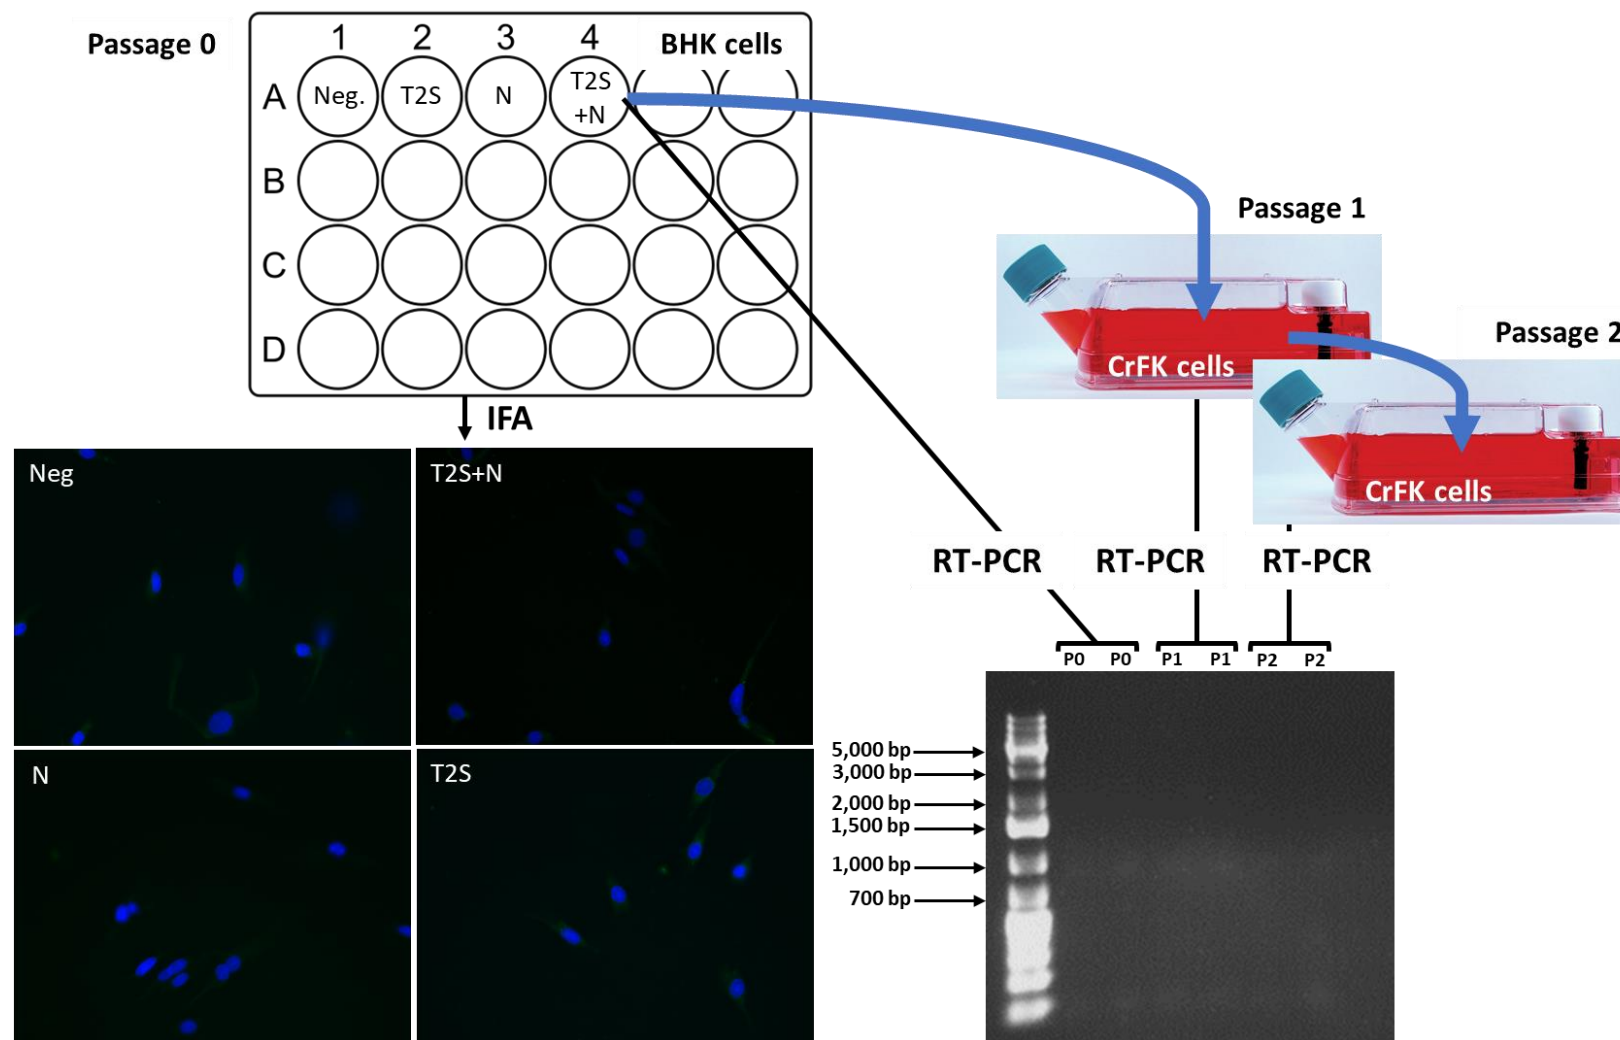 Passage 0
1 2 3 4
BHK cells
A
Neg.
T2S
N
T2S
+N
B
C
D
Passage 1
CrFK cells
Passage 2
CrFK cells
IFA
Neg
T2S+N
N
T2S
RT-PCR RT-PCR RT-PCR
P0 P0 P1 P1 P2 P2
5,000 bp
3,000 bp
2,000 bp
1,500 bp
1,000 bp
700 bp